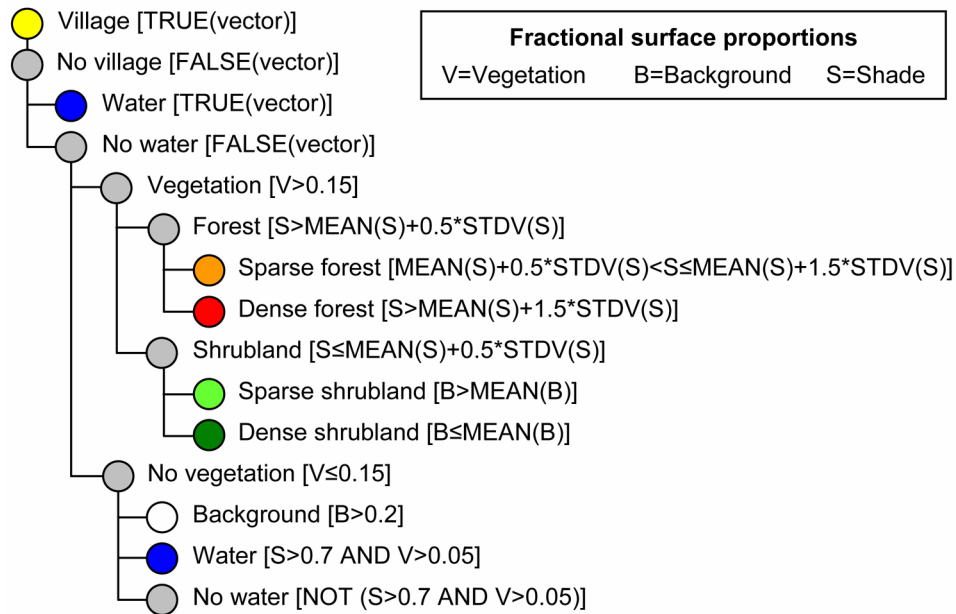 Village [TRUE(vector)]
No village [FALSE(vector)]
Water [TRUE(vector)]
No water [FALSE(vector)]
Vegetation [V>0.15]
Forest [S>MEAN(S)+0.5*STDV(S)]
Sparse forest [MEAN(S)+0.5*STDV(S)<S≤MEAN(S)+1.5*STDV(S)]
Dense forest [S>MEAN(S)+1.5*STDV(S)]
Shrubland [S≤MEAN(S)+0.5*STDV(S)]
Sparse shrubland [B>MEAN(B)]
Dense shrubland [B≤MEAN(B)]
No vegetation [V≤0.15]
Background [B>0.2]
Water [S>0.7 AND V>0.05]
No water [NOT (S>0.7 AND V>0.05)]
Fractional surface proportions
V=Vegetation B=Background S=Shade